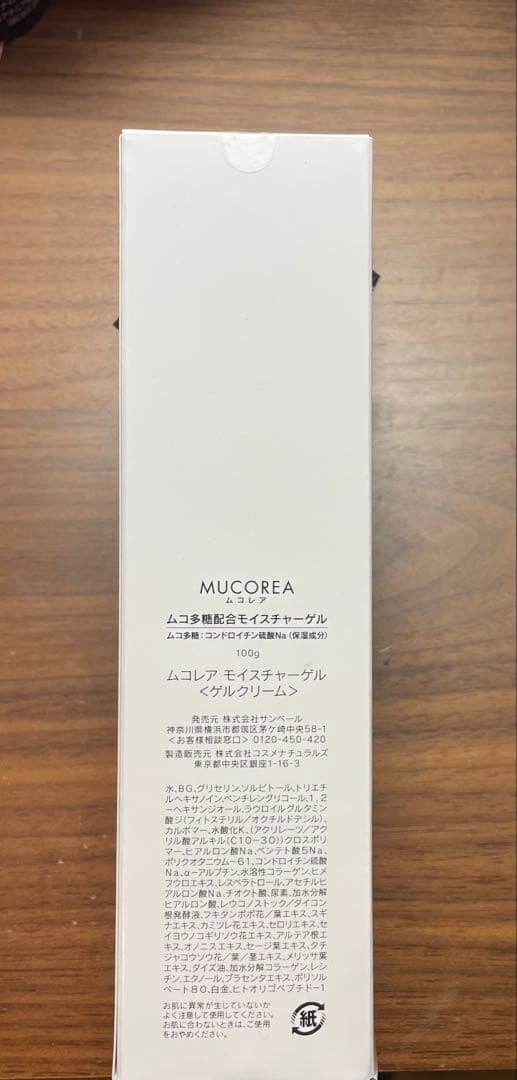 MUCOREA
ムコレア
ムコ多糖配合モイスチャーゲル
ムコ多糖：コンドロイチン硫酸Na（保湿成分）
100g
ムコレア モイスチャーゲル
＜ゲルクリーム＞
発売元 株式会社サンベール
神奈川県横浜市都筑区茅ケ崎中央58-1
＜お客様相談窓口＞ 0120-450-420
製造販売元 株式会社コスメナチュラルズ
東京都中央区銀座1-16-3
水、BG、グリセリン、ソルビトール、トリエチ
ルヘキサノイン、ペンチレングリコール、1，2
－ヘキサンジオール、ラウロイルグルタミン
酸ジ（フィトステリル／オクチルドデシル）、
カルボマー、水酸化K、（アクリレーツ／アク
リル酸アルキル（C10-30））クロスポリ
マー、ヒアルロン酸Na、ペンテト酸5Na、
ポリクオタニウム-61、コンドロイチン硫酸
Na、α-アルブチン、水溶性コラーゲン、ヒメ
フウロエキス、レスベラトロール、アセチルヒ
アルロン酸Na、チオクト酸、尿素、加水分解
ヒアルロン酸、レウコノストック／ダイコン
根発酵液、フキタンポポ花／葉エキス、スギ
ナエキス、カミツレ花エキス、セロリエキス、セ
イヨウノコギリソウ花エキス、アルテア根エ
キス、オノニスエキス、セージ葉エキス、タチ
ジャコウソウ花／葉／茎エキス、メリッサ葉
エキス、ダイズ油、加水分解コラーゲン、レシ
チン、エタノール、プラセンタエキス、ポリソル
ベート80、白金、ヒトオリゴペプチド-1
お肌に異常が生じていないか
よく注意して使用してください。
お肌に合わないときは、ご使用
をおやめください。
紙